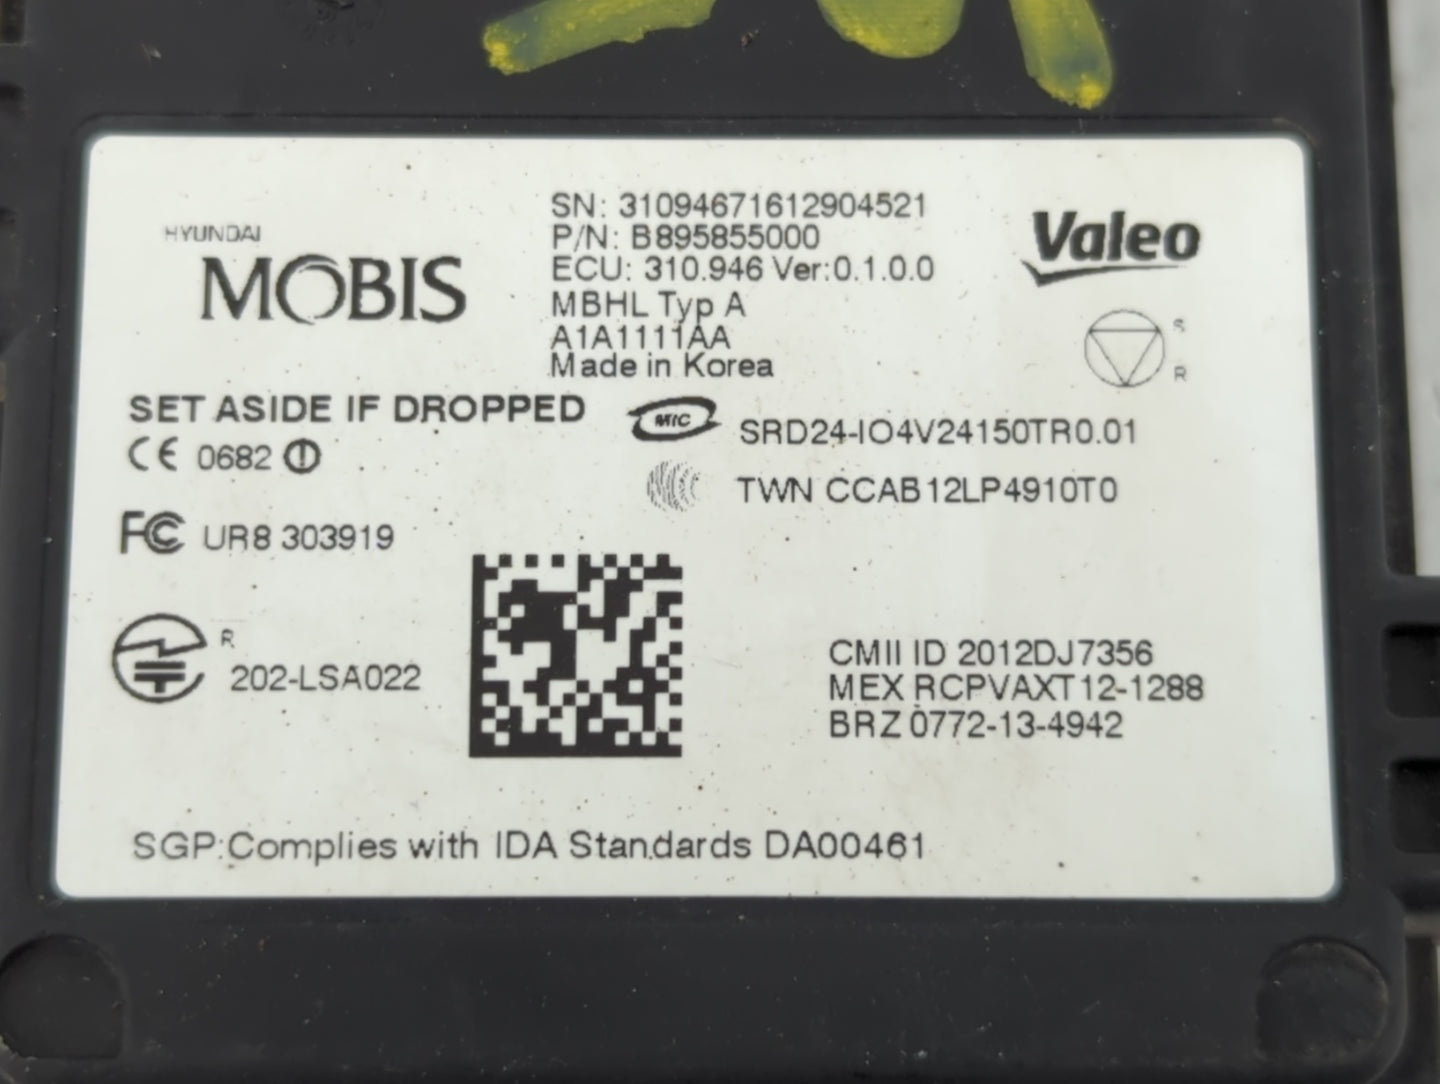 HYUNDAI
MOBIS
SN: 31094671612904521
P/N: B895855000
ECU: 310.946 Ver:0.1.0.0
MBHL Typ A
A1A1111AA
Made in Korea
Valeo
S
R
SET ASIDE IF DROPPED
CE 0682
MIC
SRD24-IO4V24150TR0.01
TWN CCAB12LP4910T0
FC UR8 303919
R
202-LSA022
CMII ID 2012DJ7356
MEX RCPVAXT12-1288
BRZ 0772-13-4942
SGP:Complies with IDA Standards DA00461